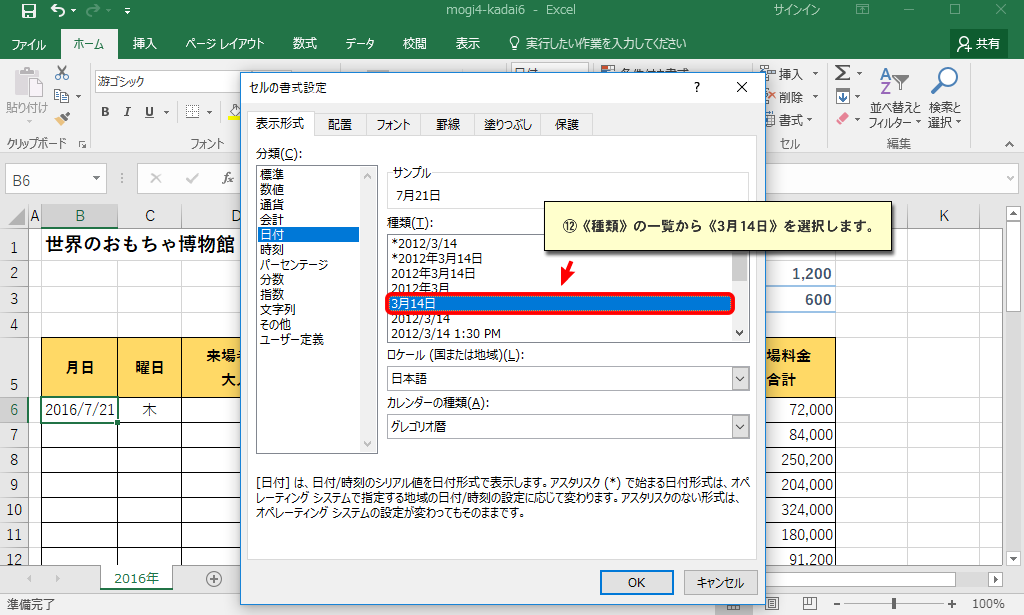 mogi4-kadai6 - Excel
サインイン
ファイル ホーム 挿入 ページ レイアウト 数式 データ 校閲 表示 実行したい作業を入力してください 共有
貼り付け
クリップボード
游ゴシック
B I U
フォント
挿入
削除
書式
セル
Σ
並べ替えと
フィルター
検索と
選択
編集
B6
fx
A B C D K
1 世界のおもちゃ博物館
2 1,200
3 600
4
5 月日 曜日
場料金
合計
6 2016/7/21 木 72,000
7 84,000
8 250,200
9 204,000
10 324,000
11 180,000
12 91,200
セルの書式設定
?
表示形式 配置 フォント 罫線 塗りつぶし 保護
分類(C):
標準
数値
通貨
会計
日付
時刻
パーセンテージ
分数
指数
文字列
その他
ユーザー定義
サンプル
7月21日
種類(T):
*2012/3/14
*2012年3月14日
2012年3月14日
2012年3月
3月14日
2012/3/14
2012/3/14 1:30 PM
⑫《種類》の一覧から《3月14日》を選択します。
ロケール (国または地域)(L):
日本語
カレンダーの種類(A):
グレゴリオ暦
[日付] は、日付/時刻のシリアル値を日付形式で表示します。アスタリスク (*) で始まる日付形式は、オペ
レーティング システムで指定する地域の日付/時刻の設定に応じて変わります。アスタリスクのない形式は、
オペレーティング システムの設定が変わってもそのままです。
OK
キャンセル
2016年
準備完了
100%